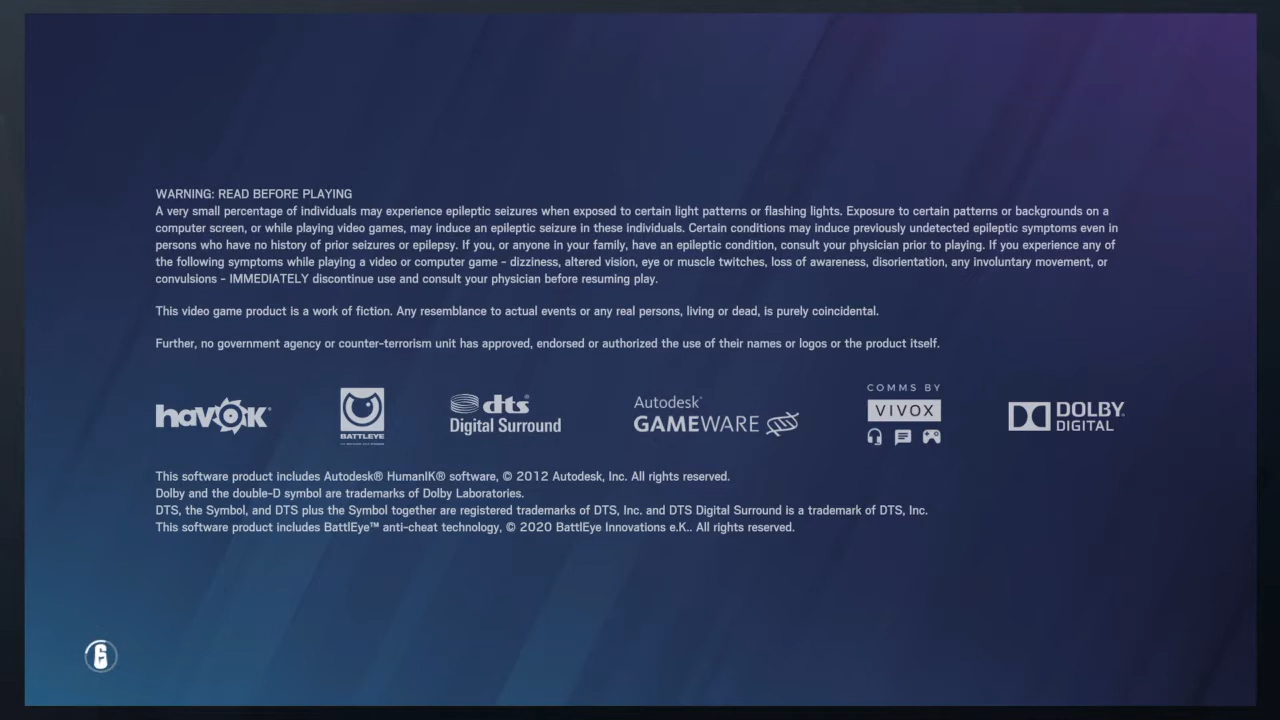 WARNING: READ BEFORE PLAYING
A very small percentage of individuals may experience epileptic seizures when exposed to certain light patterns or flashing lights. Exposure to certain patterns or backgrounds on a
computer screen, or while playing video games, may induce an epileptic seizure in these individuals. Certain conditions may induce previously undetected epileptic symptoms even in
persons who have no history of prior seizures or epilepsy. If you, or anyone in your family, have an epileptic condition, consult your physician prior to playing. If you experience any of
the following symptoms while playing a video or computer game - dizziness, altered vision, eye or muscle twitches, loss of awareness, disorientation, any involuntary movement, or
convulsions - IMMEDIATELY discontinue use and consult your physician before resuming play.
This video game product is a work of fiction. Any resemblance to actual events or any real persons, living or dead, is purely coincidental.
Further, no government agency or counter-terrorism unit has approved, endorsed or authorized the use of their names or logos or the product itself.
havok®
BATTLEYE
dts®
Digital Surround
Autodesk®
GAMEWARE
COMMS BY
VIVOX
DOLBY®
DIGITAL
This software product includes Autodesk® HumanIK® software, © 2012 Autodesk, Inc. All rights reserved.
Dolby and the double-D symbol are trademarks of Dolby Laboratories.
DTS, the Symbol, and DTS plus the Symbol together are registered trademarks of DTS, Inc. and DTS Digital Surround is a trademark of DTS, Inc.
This software product includes BattlEye™ anti-cheat technology, © 2020 BattlEye Innovations e.K.. All rights reserved.
6